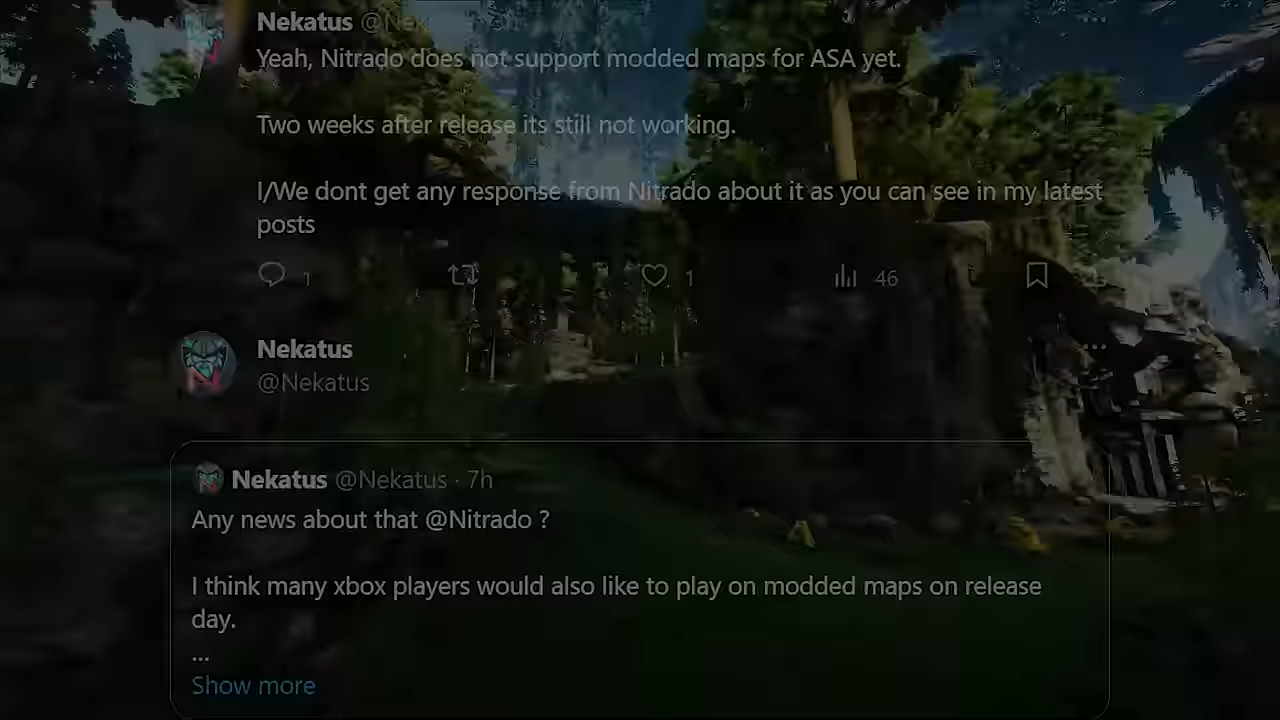 Nekatus
Yeah, Nitrado does not support modded maps for ASA yet.
Two weeks after release its still not working.
I/We dont get any response from Nitrado about it as you can see in my latest
posts
1 1 1 46
Nekatus
@Nekatus
Nekatus @Nekatus · 7h
Any news about that @Nitrado ?
I think many xbox players would also like to play on modded maps on release
day.
...
Show more